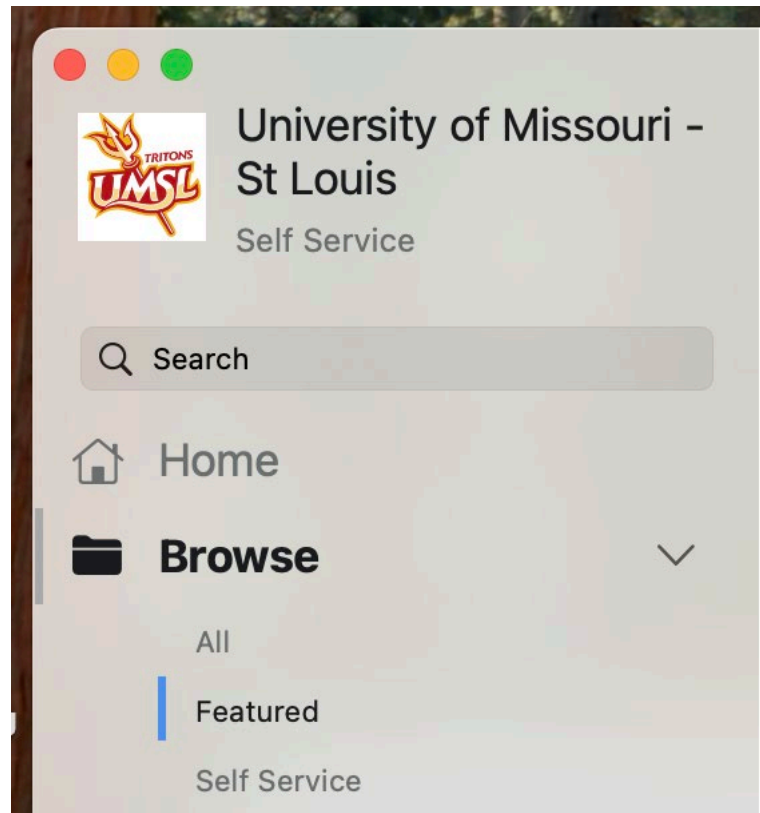 TRITONS
UMSL
University of Missouri -
St Louis
Self Service
Search
Home
Browse
All
Featured
Self Service